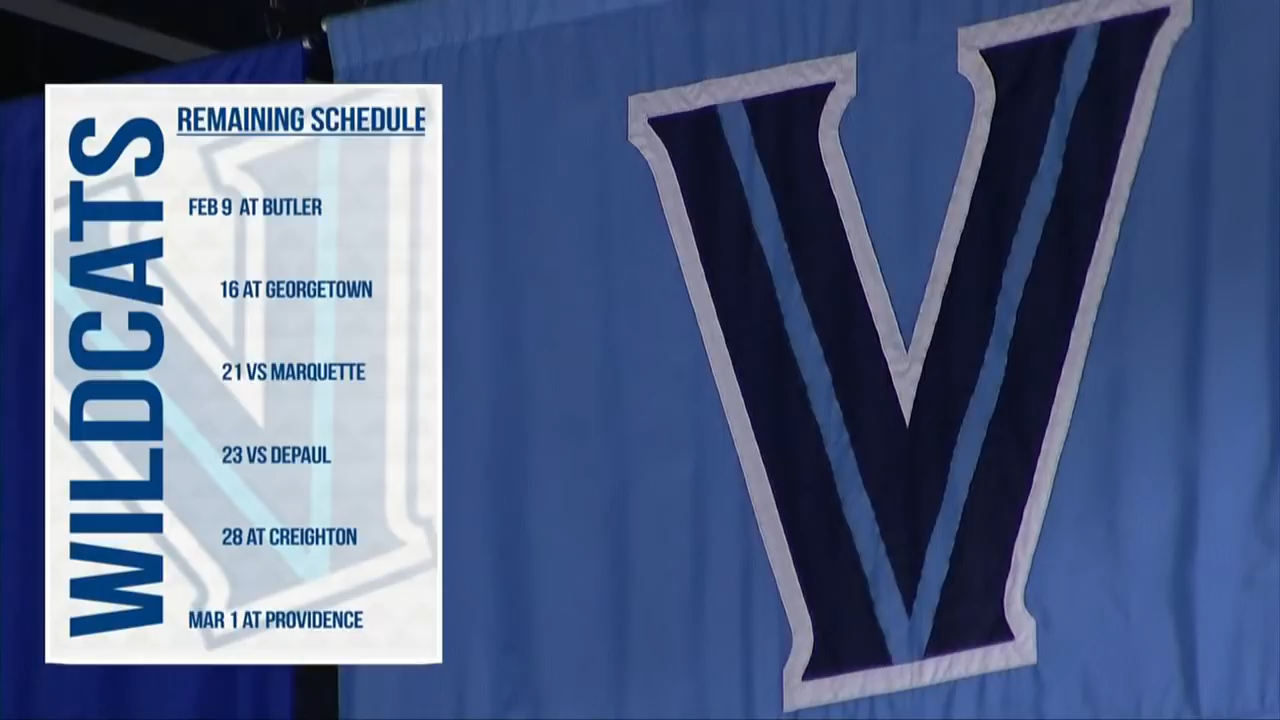 WILDCATS
REMAINING SCHEDULE
FEB 9 AT BUTLER
16 AT GEORGETOWN
21 VS MARQUETTE
23 VS DEPAUL
28 AT CREIGHTON
MAR 1 AT PROVIDENCE
V